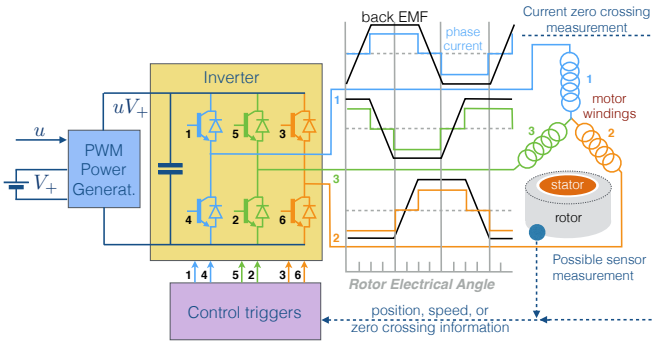 back EMF
Current zero crossing
measurement
phase
current
Inverter
uV+
u
V+
PWM
Power
Generat.
1
5
3
4
2
6
1
3
2
1
motor
windings
3
2
stator
rotor
Possible sensor
measurement
Rotor Electrical Angle
1 4
5 2
3 6
Control triggers
position, speed, or
zero crossing information